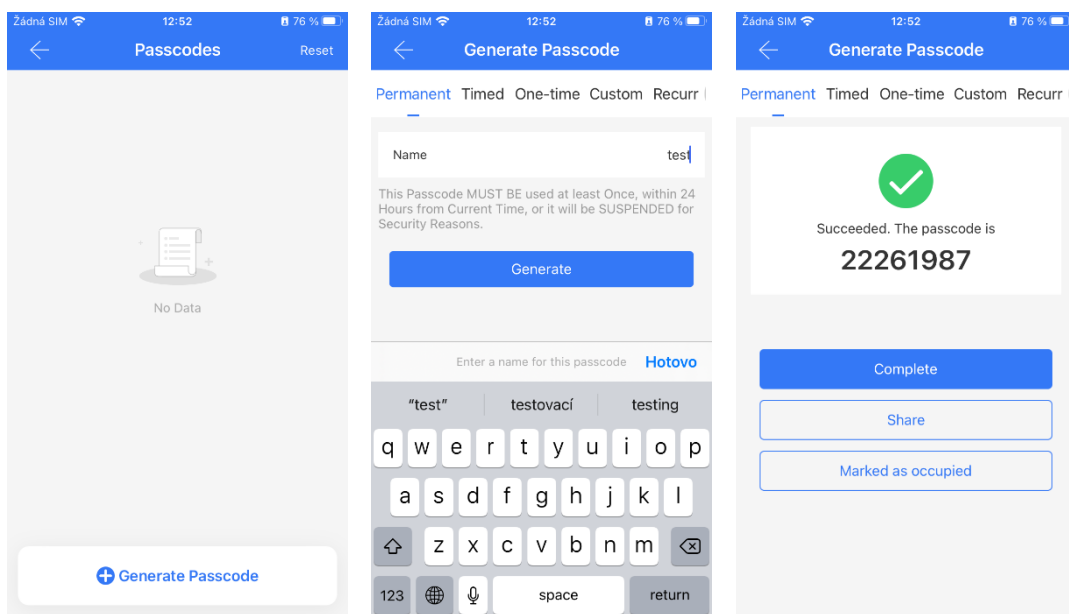 Žádná SIM 12:52 76 %
Passcodes Reset
No Data
Generate Passcode
Žádná SIM 12:52 76 %
Generate Passcode
Permanent Timed One-time Custom Recurr
Name test
This Passcode MUST BE used at least Once, within 24
Hours from Current Time, or it will be SUSPENDED for
Security Reasons.
Generate
Enter a name for this passcode Hotovo
"test" testovací testing
q w e r t y u i o p
a s d f g h j k l
z x c v b n m
123 space return
Žádná SIM 12:52 76 %
Generate Passcode
Permanent Timed One-time Custom Recurr
Succeeded. The passcode is
22261987
Complete
Share
Marked as occupied